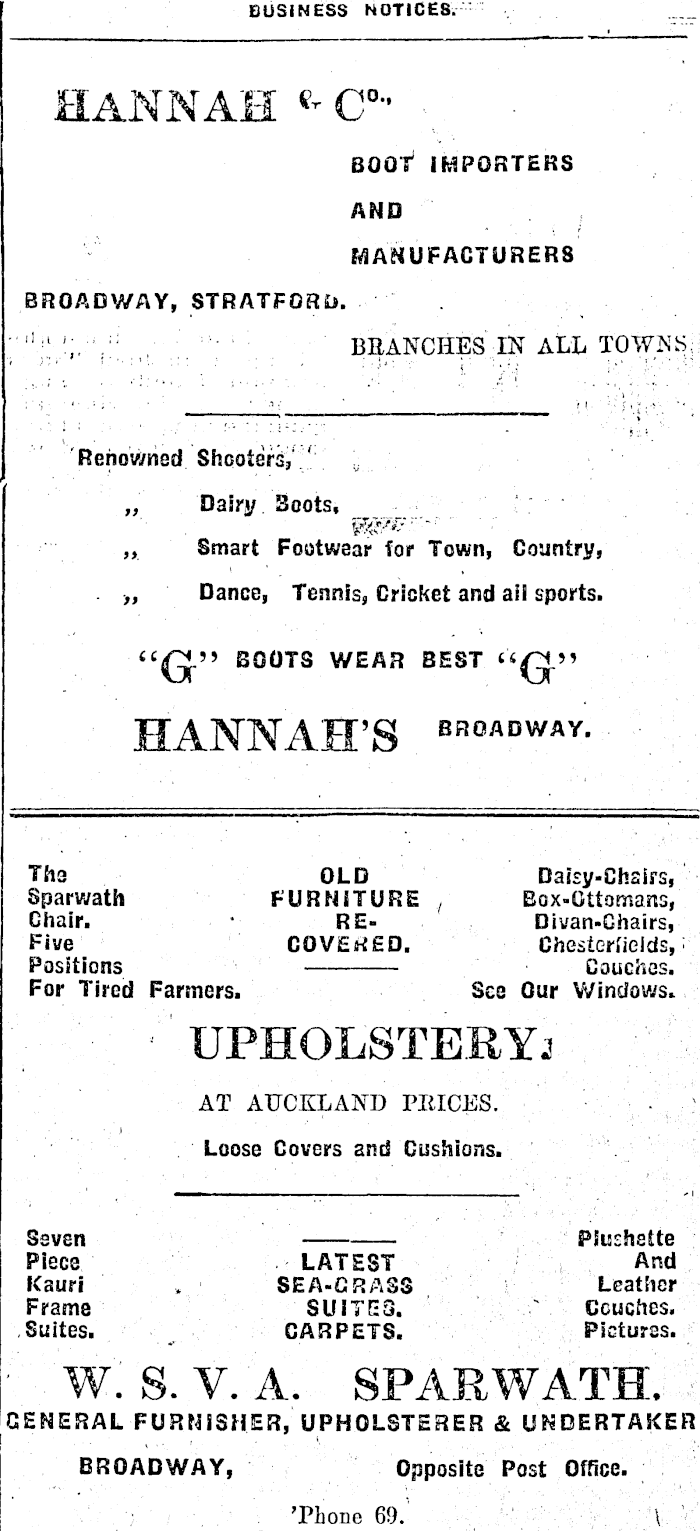 BUSINESS NOTICES.
HANNAH & Co.,
BOOT IMPORTERS
AND
MANUFACTURERS
BROADWAY, STRATFORD.
BRANCHES IN ALL TOWNS
Renowned Shooters,
„ Dairy Boots,
„ Smart Footwear for Town, Country,
„ Dance, Tennis, Cricket and all sports.
“G” BOOTS WEAR BEST “G”
HANNAH'S BROADWAY.
The
Sparwath
Chair.
Five
Positions
For Tired Farmers.
OLD
FURNITURE
RE-
COVERED.
Daisy-Chairs,
Box-Ottomans,
Divan-Chairs,
Chesterfields,
Couches.
See Our Windows.
UPHOLSTERY
AT AUCKLAND PRICES.
Loose Covers and Cushions.
Seven
Piece
Kauri
Frame
Suites.
LATEST
SEA-GRASS
SUITES.
CARPETS.
Plushette
And
Leather
Couches.
Pictures.
W. S. V. A. SPARWATH.
GENERAL FURNISHER, UPHOLSTERER & UNDERTAKER
BROADWAY, Opposite Post Office.
'Phone 69.